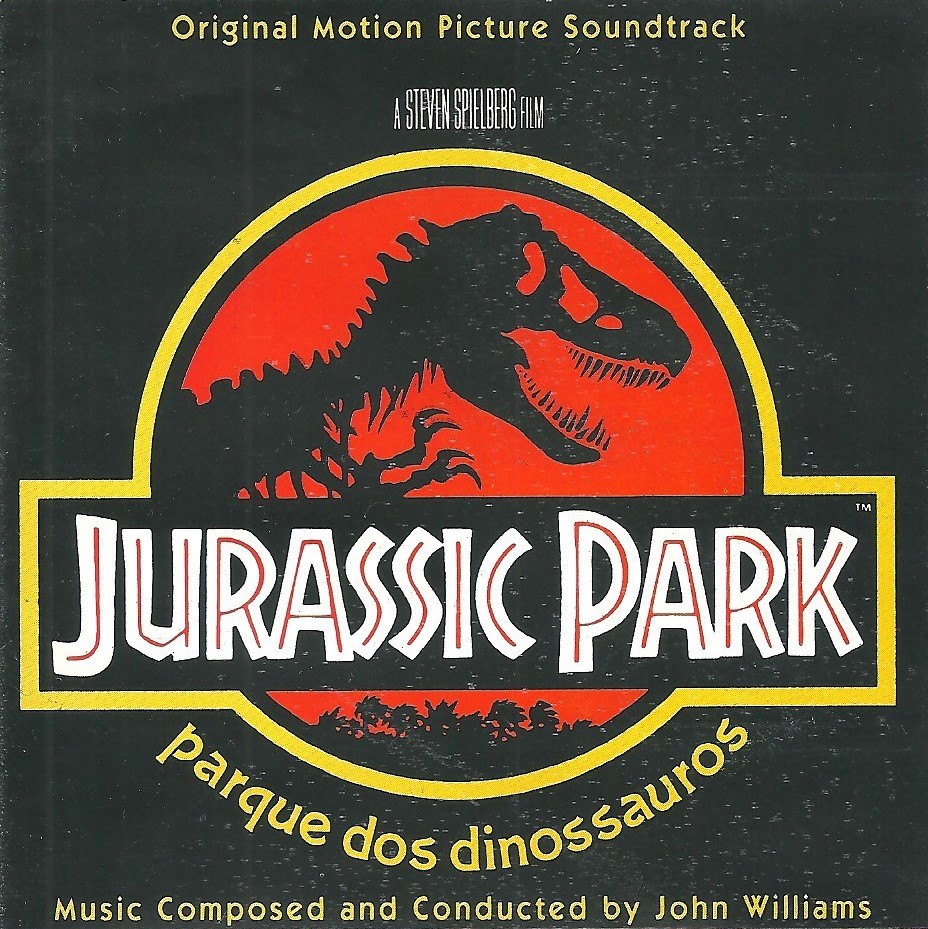 Original Motion Picture Soundtrack
A STEVEN SPIELBERG FILM
JURASSIC PARK
TM
parque dos dinossauros
Music Composed and Conducted by John Williams